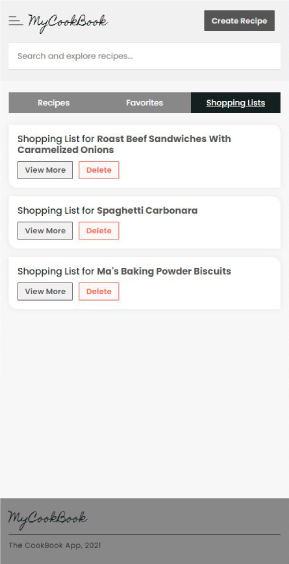 MyCookBook
Create Recipe
Search and explore recipes...
Recipes
Favorites
Shopping Lists
Shopping List for Roast Beef Sandwiches With
Caramelized Onions
View More
Delete
Shopping List for Spaghetti Carbonara
View More
Delete
Shopping List for Ma's Baking Powder Biscuits
View More
Delete
MyCookBook
The CookBook App, 2021